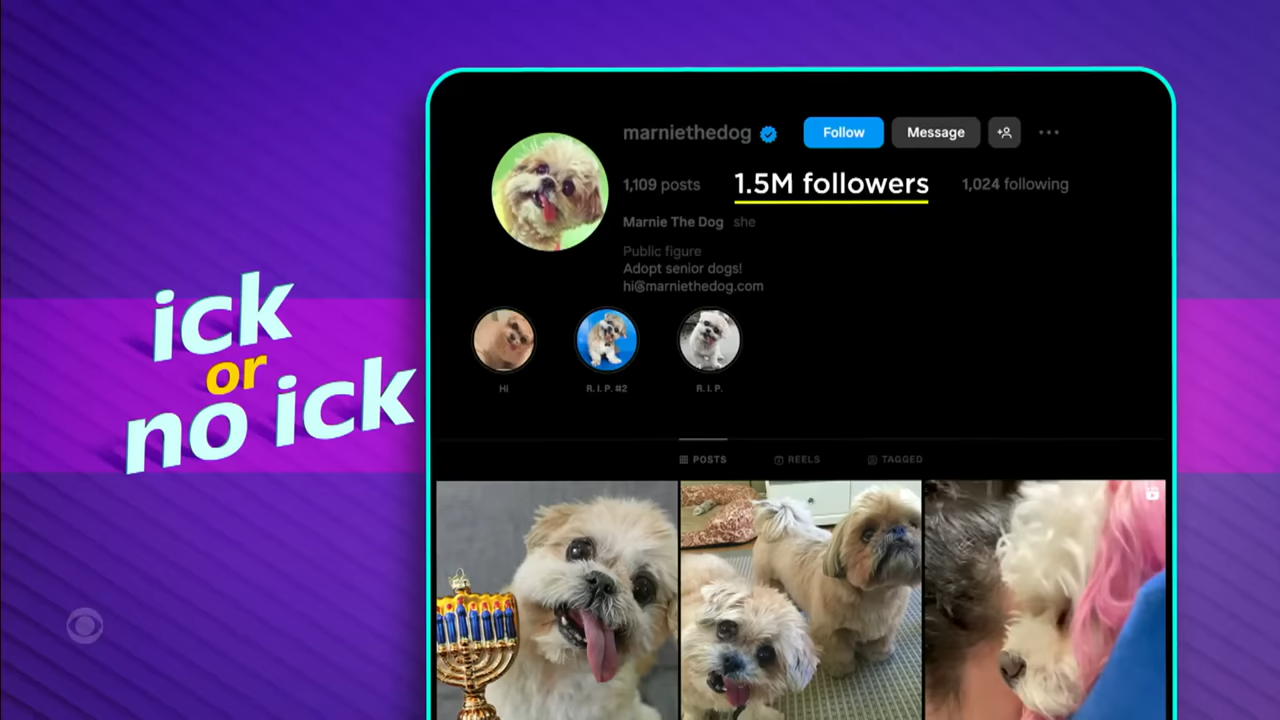 ick
or
no ick
marniethedog
Follow
Message
1,109 posts
1.5M followers
1,024 following
Marnie The Dog she
Public figure
Adopt senior dogs!
hi@marniethedog.com
Hi
R. I. P. #2
R. I. P.
POSTS
REELS
TAGGED